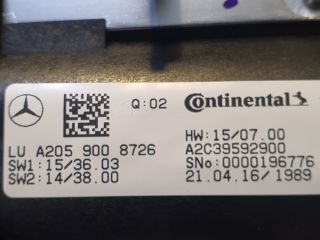 Q:02
Continental
HW:15/07.00
LU A205 900 8726
A2C39592900
SW1:15/36.03
SNo:0000196776
SW2:14/38.00
21.04.16/1989